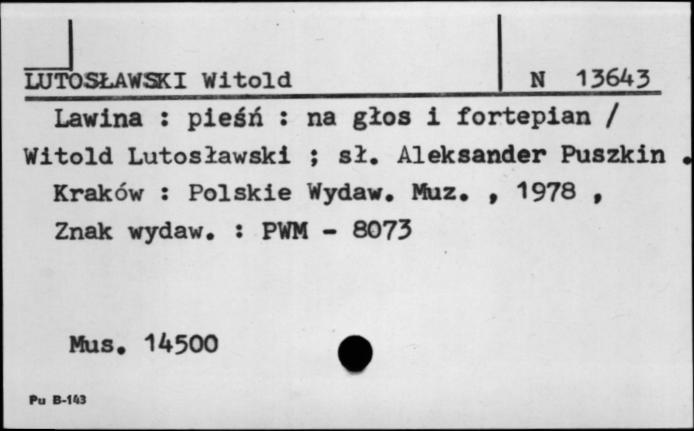 LUTOSŁAWSKI Witold N 13643
Lawina : pieśń : na głos i fortepian /
Witold Lutosławski ; sł. Aleksander Puszkin .
Kraków : Polskie Wydaw. Muz. , 1978 ,
Znak wydaw. : PWM - 8073
Mus. 14500
Pu B-143